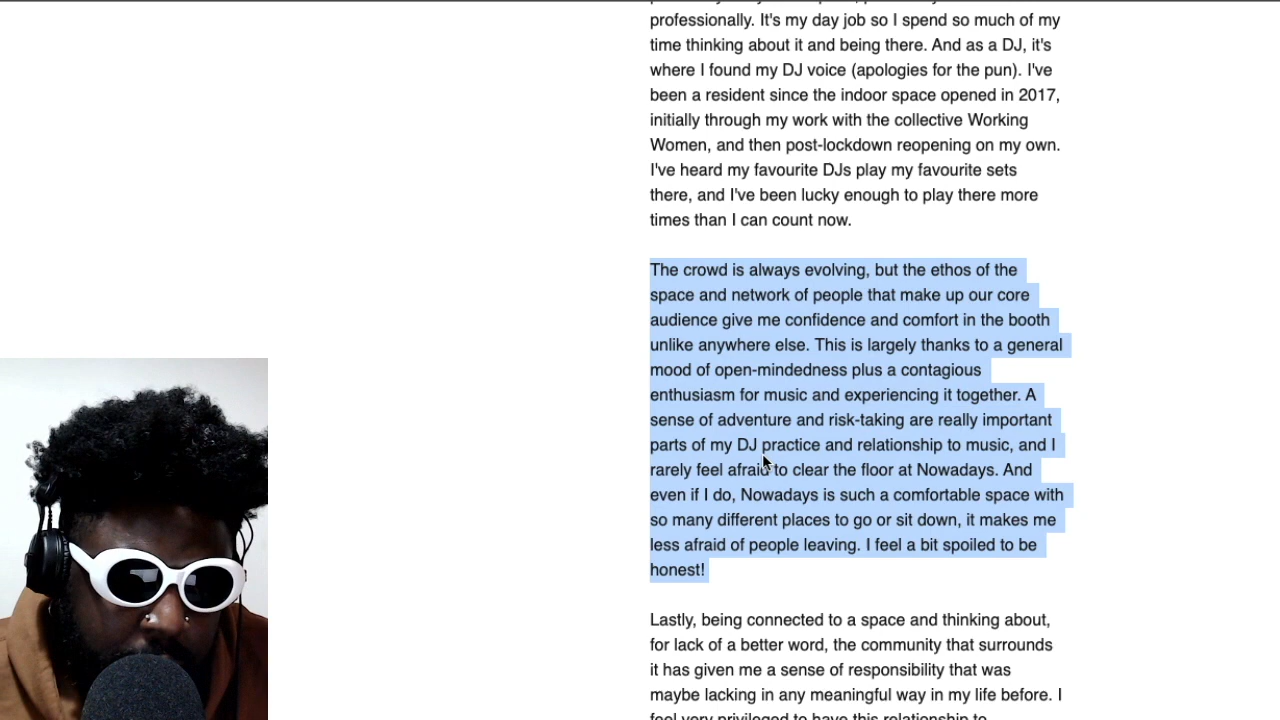 professionally. It's my day job so I spend so much of my
time thinking about it and being there. And as a DJ, it's
where I found my DJ voice (apologies for the pun). I've
been a resident since the indoor space opened in 2017,
initially through my work with the collective Working
Women, and then post-lockdown reopening on my own.
I've heard my favourite DJs play my favourite sets
there, and I've been lucky enough to play there more
times than I can count now.
The crowd is always evolving, but the ethos of the
space and network of people that make up our core
audience give me confidence and comfort in the booth
unlike anywhere else. This is largely thanks to a general
mood of open-mindedness plus a contagious
enthusiasm for music and experiencing it together. A
sense of adventure and risk-taking are really important
parts of my DJ practice and relationship to music, and I
rarely feel afraid to clear the floor at Nowadays. And
even if I do, Nowadays is such a comfortable space with
so many different places to go or sit down, it makes me
less afraid of people leaving. I feel a bit spoiled to be
honest!
Lastly, being connected to a space and thinking about,
for lack of a better word, the community that surrounds
it has given me a sense of responsibility that was
maybe lacking in any meaningful way in my life before. I
feel very privileged to have this relationship to